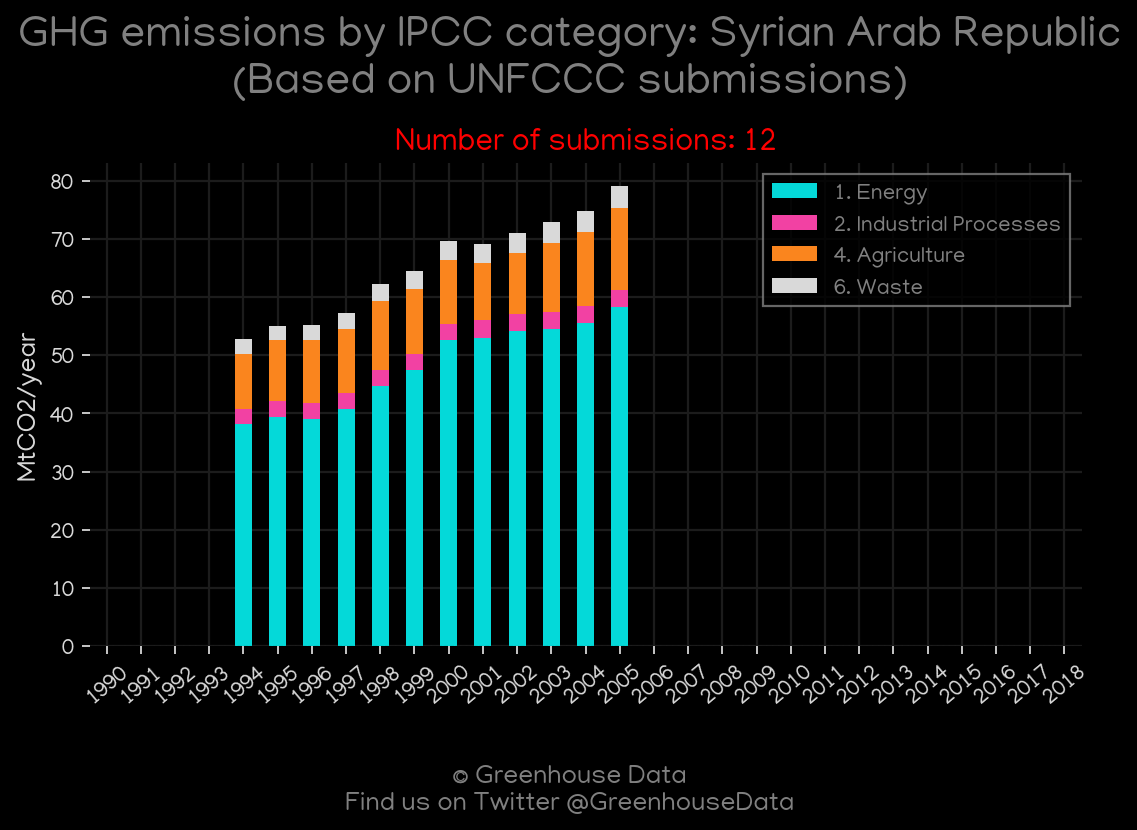 GHG emissions by IPCC category: Syrian Arab Republic
(Based on UNFCCC submissions)
Number of submissions: 12
MtCO2/year
80
70
60
50
40
30
20
10
0
1. Energy
2. Industrial Processes
4. Agriculture
6. Waste
1990 1991 1992 1993 1994 1995 1996 1997 1998 1999 2000 2001 2002 2003 2004 2005 2006 2007 2008 2009 2010 2011 2012 2013 2014 2015 2016 2017 2018
© Greenhouse Data
Find us on Twitter @GreenhouseData